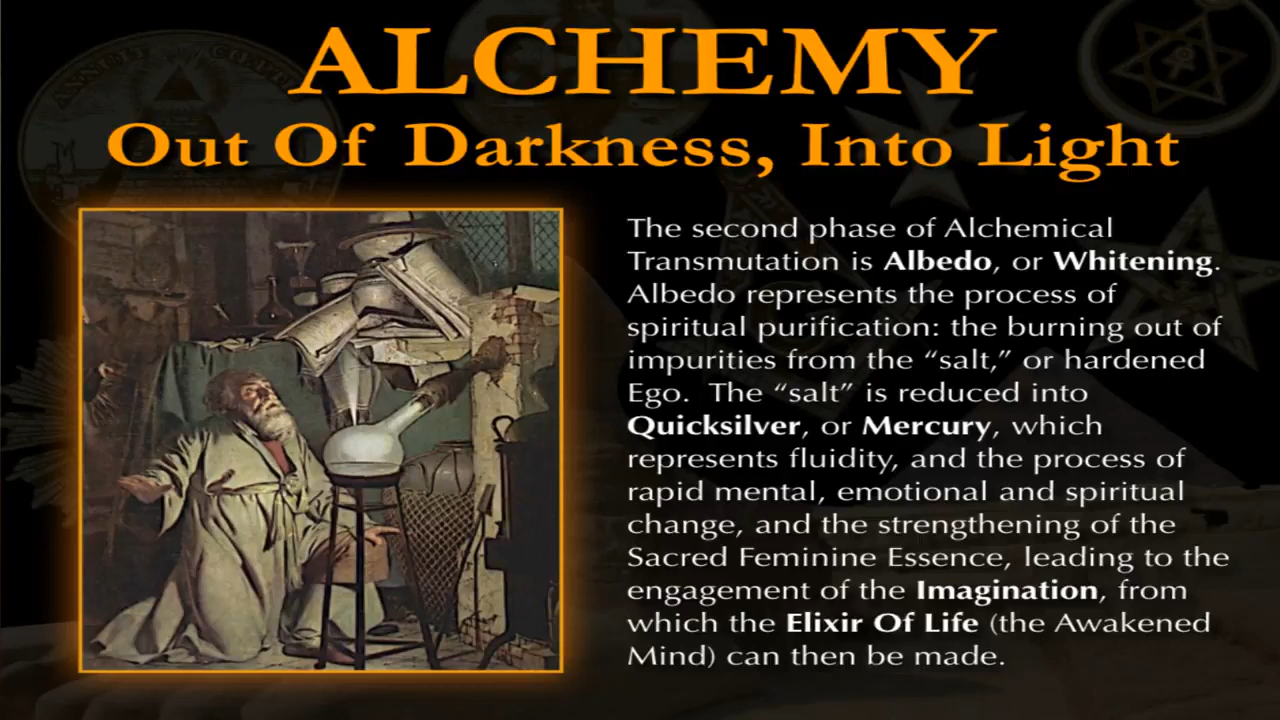 ANNUIT CŒPTIS
ALCHEMY
Out Of Darkness, Into Light
The second phase of Alchemical
Transmutation is Albedo, or Whitening.
Albedo represents the process of
spiritual purification: the burning out of
impurities from the “salt,” or hardened
Ego.  The “salt” is reduced into
Quicksilver, or Mercury, which
represents fluidity, and the process of
rapid mental, emotional and spiritual
change, and the strengthening of the
Sacred Feminine Essence, leading to the
engagement of the Imagination, from
which the Elixir Of Life (the Awakened
Mind) can then be made.